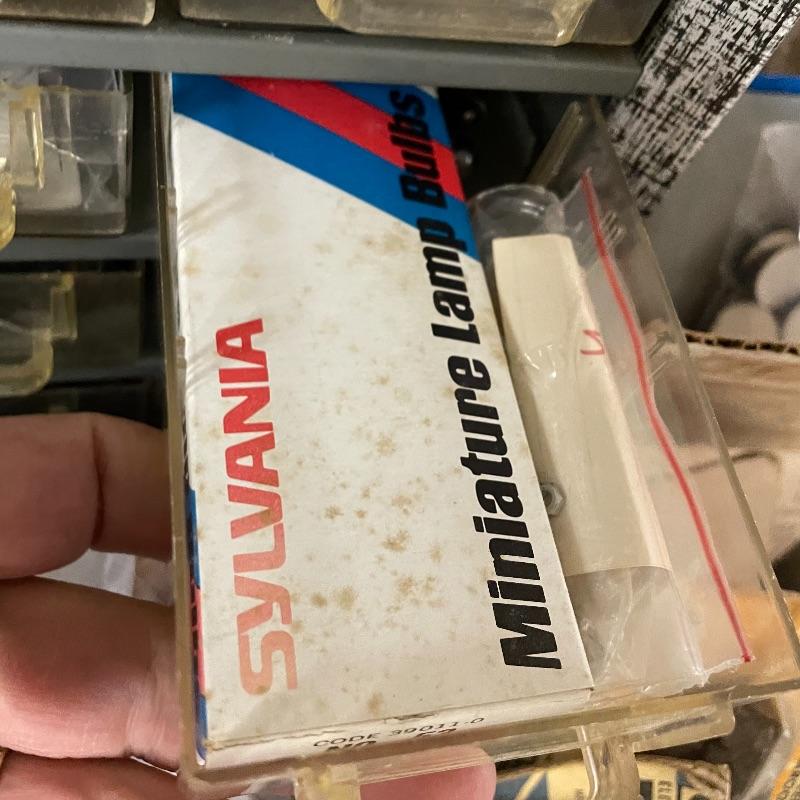 SYLVANIA
Miniature Lamp Bulbs
CODE 39011-0